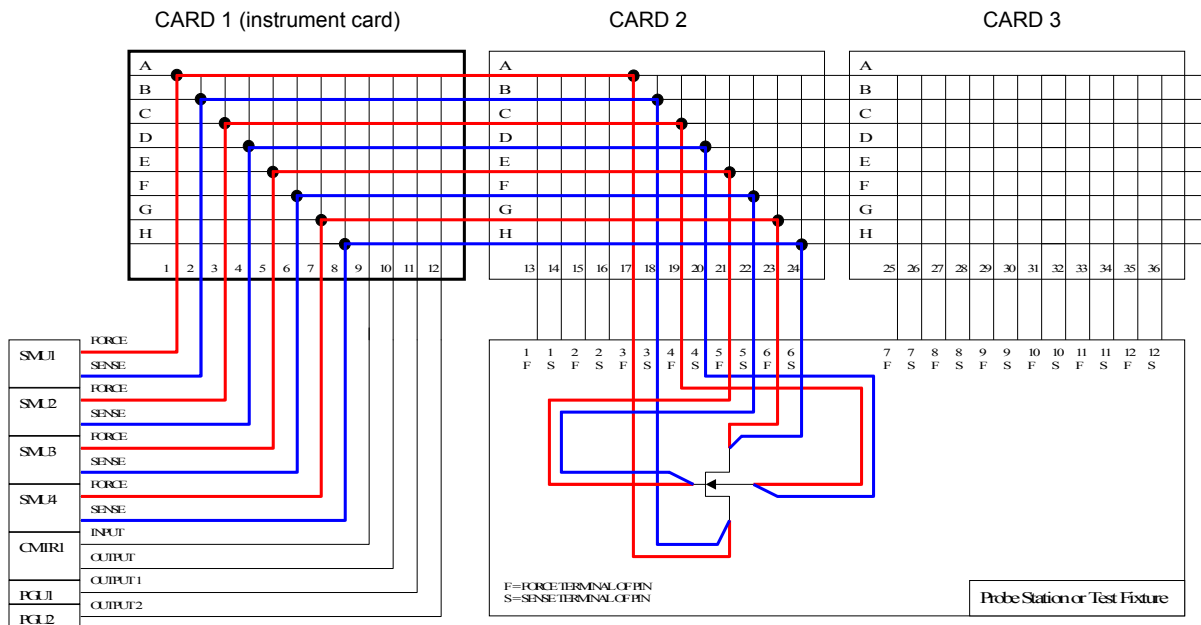 CARD 1 (instrument card) CARD 2 CARD 3
A A A
B B B
C C C
D D D
E E E
F F F
G G G
H H H
1 2 3 4 5 6 7 8 9 10 11 12 13 14 15 16 17 18 19 20 21 22 23 24 25 26 27 28 29 30 31 32 33 34 35 36
SMU1 FORCE
SENSE
SMU2 FORCE
SENSE
SMU3 FORCE
SENSE
SMU4 FORCE
SENSE
CMTR1 INPUT
OUTPUT
PGU1 OUTPUT 1
PGU2 OUTPUT 2
1 1 2 2 3 3 4 4 5 5 6 6 7 7 8 8 9 9 10 10 11 11 12 12
F S F S F S F S F S F S F S F S F S F S F S F S
F=FORCE TERMINAL OF PIN
S=SENSE TERMINAL OF PIN
Probe Station or Test Fixture